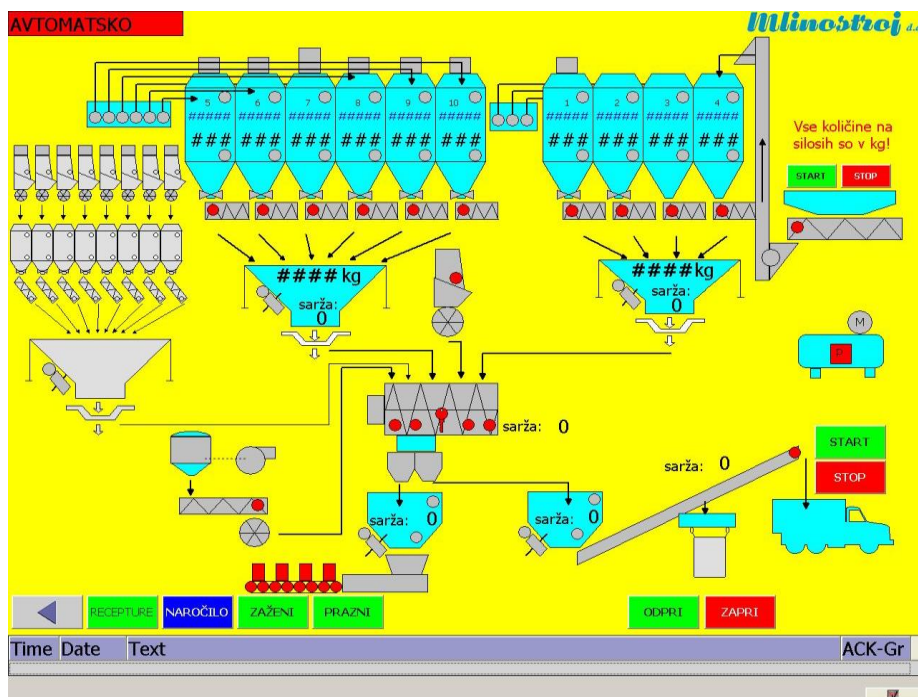 AVTOMATSKO
Mlinostroj d.d.
5 6 7 8 9 10
##### ##### ##### ##### ##### #####
### ### ### ### ### ###
1 2 3 4
##### ##### ##### #####
### ### ### ###
Vse količine na
silosih so v kg!
START STOP
####kg
sarža:
0
####kg
sarža:
0
M
P
sarža: 0
sarža: 0
START
STOP
sarža: 0
sarža: 0
RECEPTURE NAROČILO ZAŽENI PRAZNI ODPRI ZAPRI
Time Date Text ACK-Gr